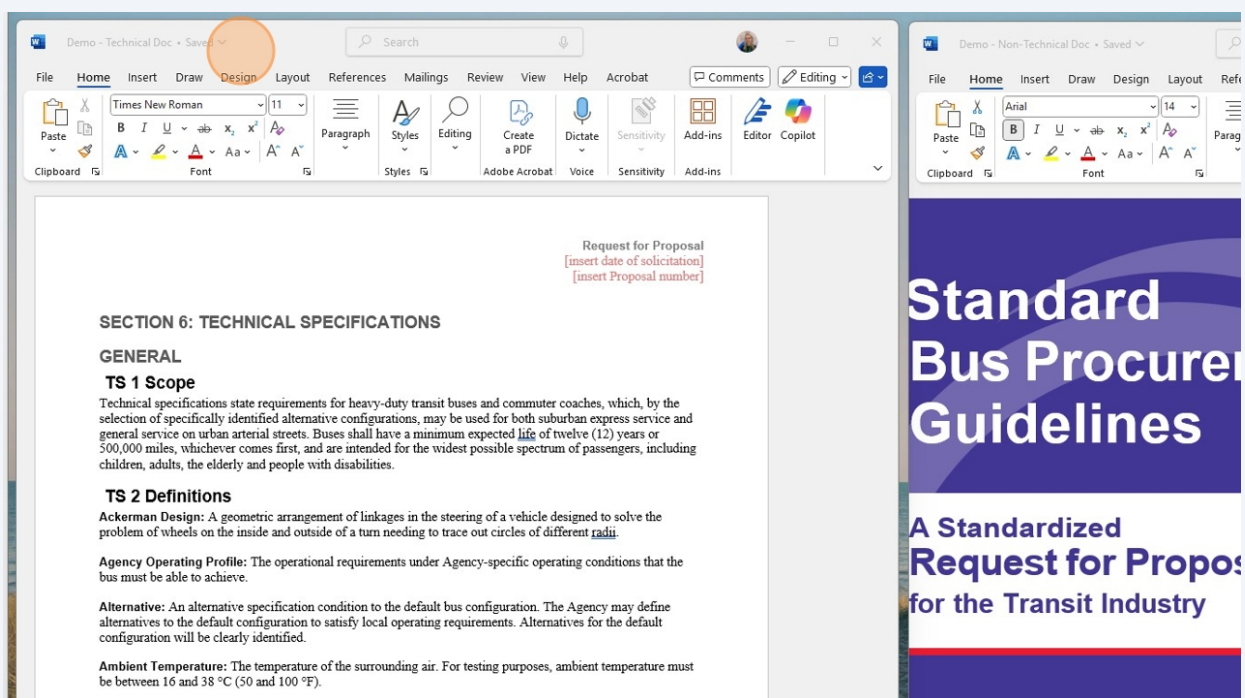 Demo - Technical Doc • Saved
Search
File Home Insert Draw Design Layout References Mailings Review View Help Acrobat Comments Editing
Times New Roman 11
B I U ab x₂ x² A
Paste Paragraph Styles Editing Create a PDF Dictate Sensitivity Add-ins Editor Copilot
A A Aa A A
Clipboard Font Styles Adobe Acrobat Voice Sensitivity Add-ins
Request for Proposal
[insert date of solicitation]
[insert Proposal number]
SECTION 6: TECHNICAL SPECIFICATIONS
GENERAL
TS 1 Scope
Technical specifications state requirements for heavy-duty transit buses and commuter coaches, which, by the
selection of specifically identified alternative configurations, may be used for both suburban express service and
general service on urban arterial streets. Buses shall have a minimum expected life of twelve (12) years or
500,000 miles, whichever comes first, and are intended for the widest possible spectrum of passengers, including
children, adults, the elderly and people with disabilities.
TS 2 Definitions
Ackerman Design: A geometric arrangement of linkages in the steering of a vehicle designed to solve the
problem of wheels on the inside and outside of a turn needing to trace out circles of different radii.
Agency Operating Profile: The operational requirements under Agency-specific operating conditions that the
bus must be able to achieve.
Alternative: An alternative specification condition to the default bus configuration. The Agency may define
alternatives to the default configuration to satisfy local operating requirements. Alternatives for the default
configuration will be clearly identified.
Ambient Temperature: The temperature of the surrounding air. For testing purposes, ambient temperature must
be between 16 and 38 °C (50 and 100 °F).
Demo - Non-Technical Doc • Saved
File Home Insert Draw Design Layout Refe
Arial 14
B I U ab x₂ x² A
Paste Parag
A A Aa A A
Clipboard Font
Standard
Bus Procurer
Guidelines
A Standardized
Request for Propos
for the Transit Industry